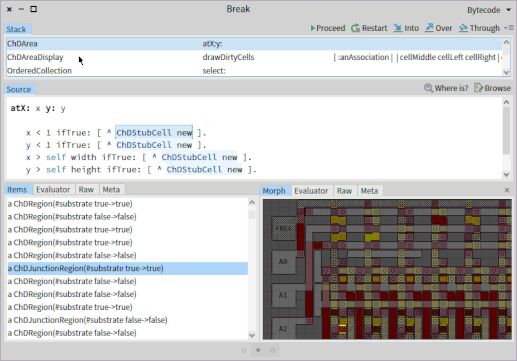 Break
Bytecode
Stack
Proceed Restart Into Over Through
ChDArea atX:y:
ChDAreaDisplay drawDirtyCells [ :anAssociation | | cellMiddle cellLeft cellRight |
OrderedCollection select:
Source Where is? Browse
atX: x y: y
x < 1 ifTrue: [ ^ ChDStubCell new ].
y < 1 ifTrue: [ ^ ChDStubCell new ].
x > self width ifTrue: [ ^ ChDStubCell new ].
y > self height ifTrue: [ ^ ChDStubCell new ].
Items Evaluator Raw Meta
a ChDRegion(#substrate true->true)
a ChDRegion(#substrate false->false)
a ChDRegion(#substrate true->true)
a ChDRegion(#substrate true->true)
a ChDRegion(#substrate false->false)
a ChDJunctionRegion(#substrate true->true)
a ChDRegion(#substrate false->false)
a ChDRegion(#substrate true->true)
a ChDRegion(#substrate true->true)
a ChDJunctionRegion(#substrate false->false)
a ChDRegion(#substrate false->false)
Morph Evaluator Raw Meta
+Vcc
A0
A1
A2